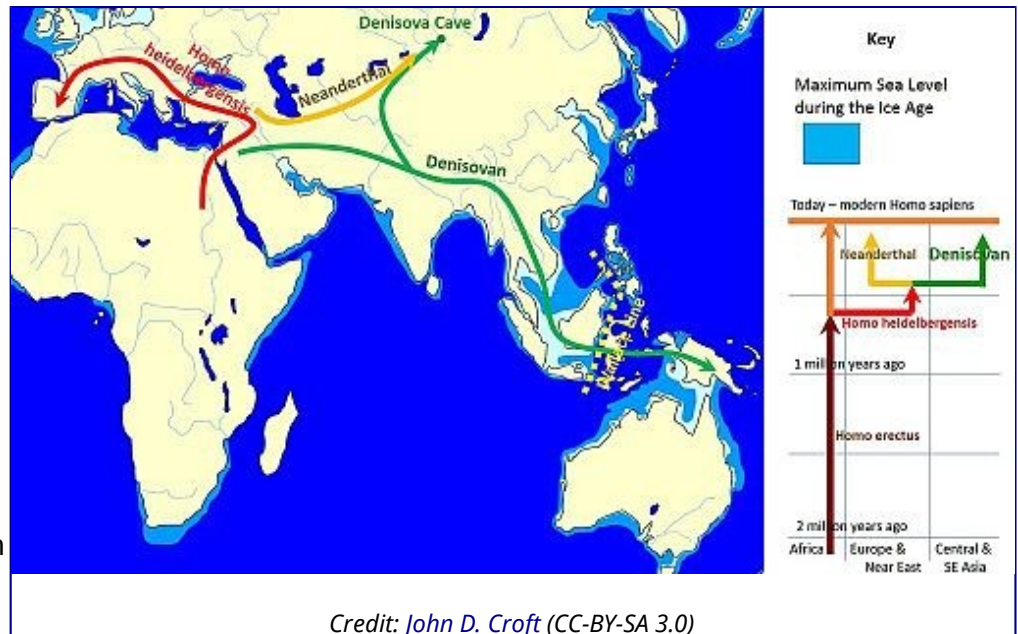 Denisova Cave
Homo
heidelbergensis
Neanderthal
Denisovan
Wallace Line
Key
Maximum Sea Level
during the Ice Age
Today – modern Homo sapiens
Neanderthal
Denisovan
Homo heidelbergensis
1 million years ago
Homo erectus
2 million years ago
Africa
Europe &
Near East
Central &
SE Asia
Credit: John D. Croft (CC-BY-SA 3.0)